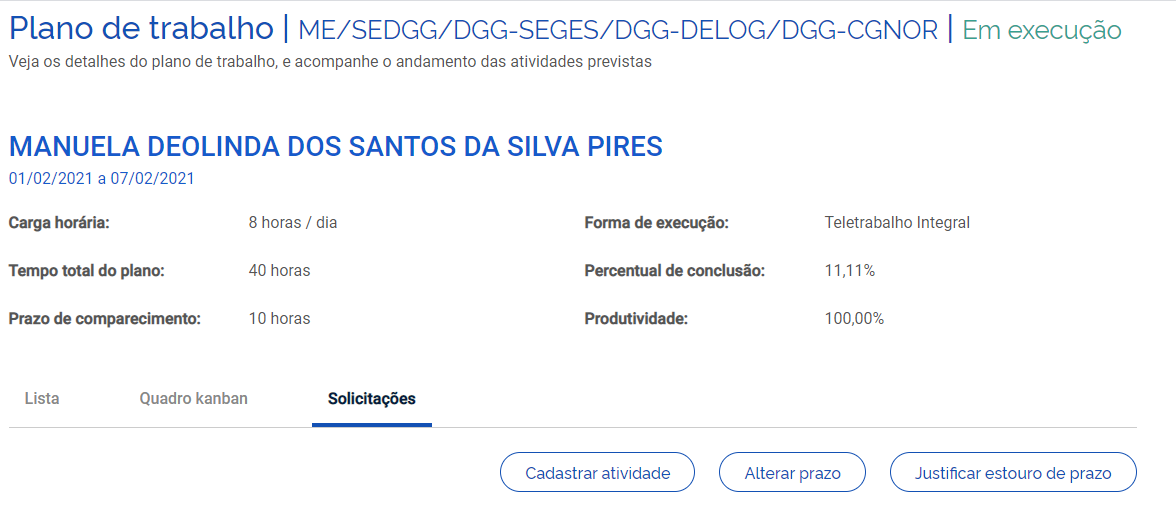 Plano de trabalho | ME/SEDGG/DGG-SEGES/DGG-DELOG/DGG-CGNOR | Em execução
Veja os detalhes do plano de trabalho, e acompanhe o andamento das atividades previstas
MANUELA DEOLINDA DOS SANTOS DA SILVA PIRES
01/02/2021 a 07/02/2021
Carga horária: 8 horas / dia Forma de execução: Teletrabalho Integral
Tempo total do plano: 40 horas Percentual de conclusão: 11,11%
Prazo de comparecimento: 10 horas Produtividade: 100,00%
Lista Quadro kanban Solicitações
Cadastrar atividade Alterar prazo Justificar estouro de prazo